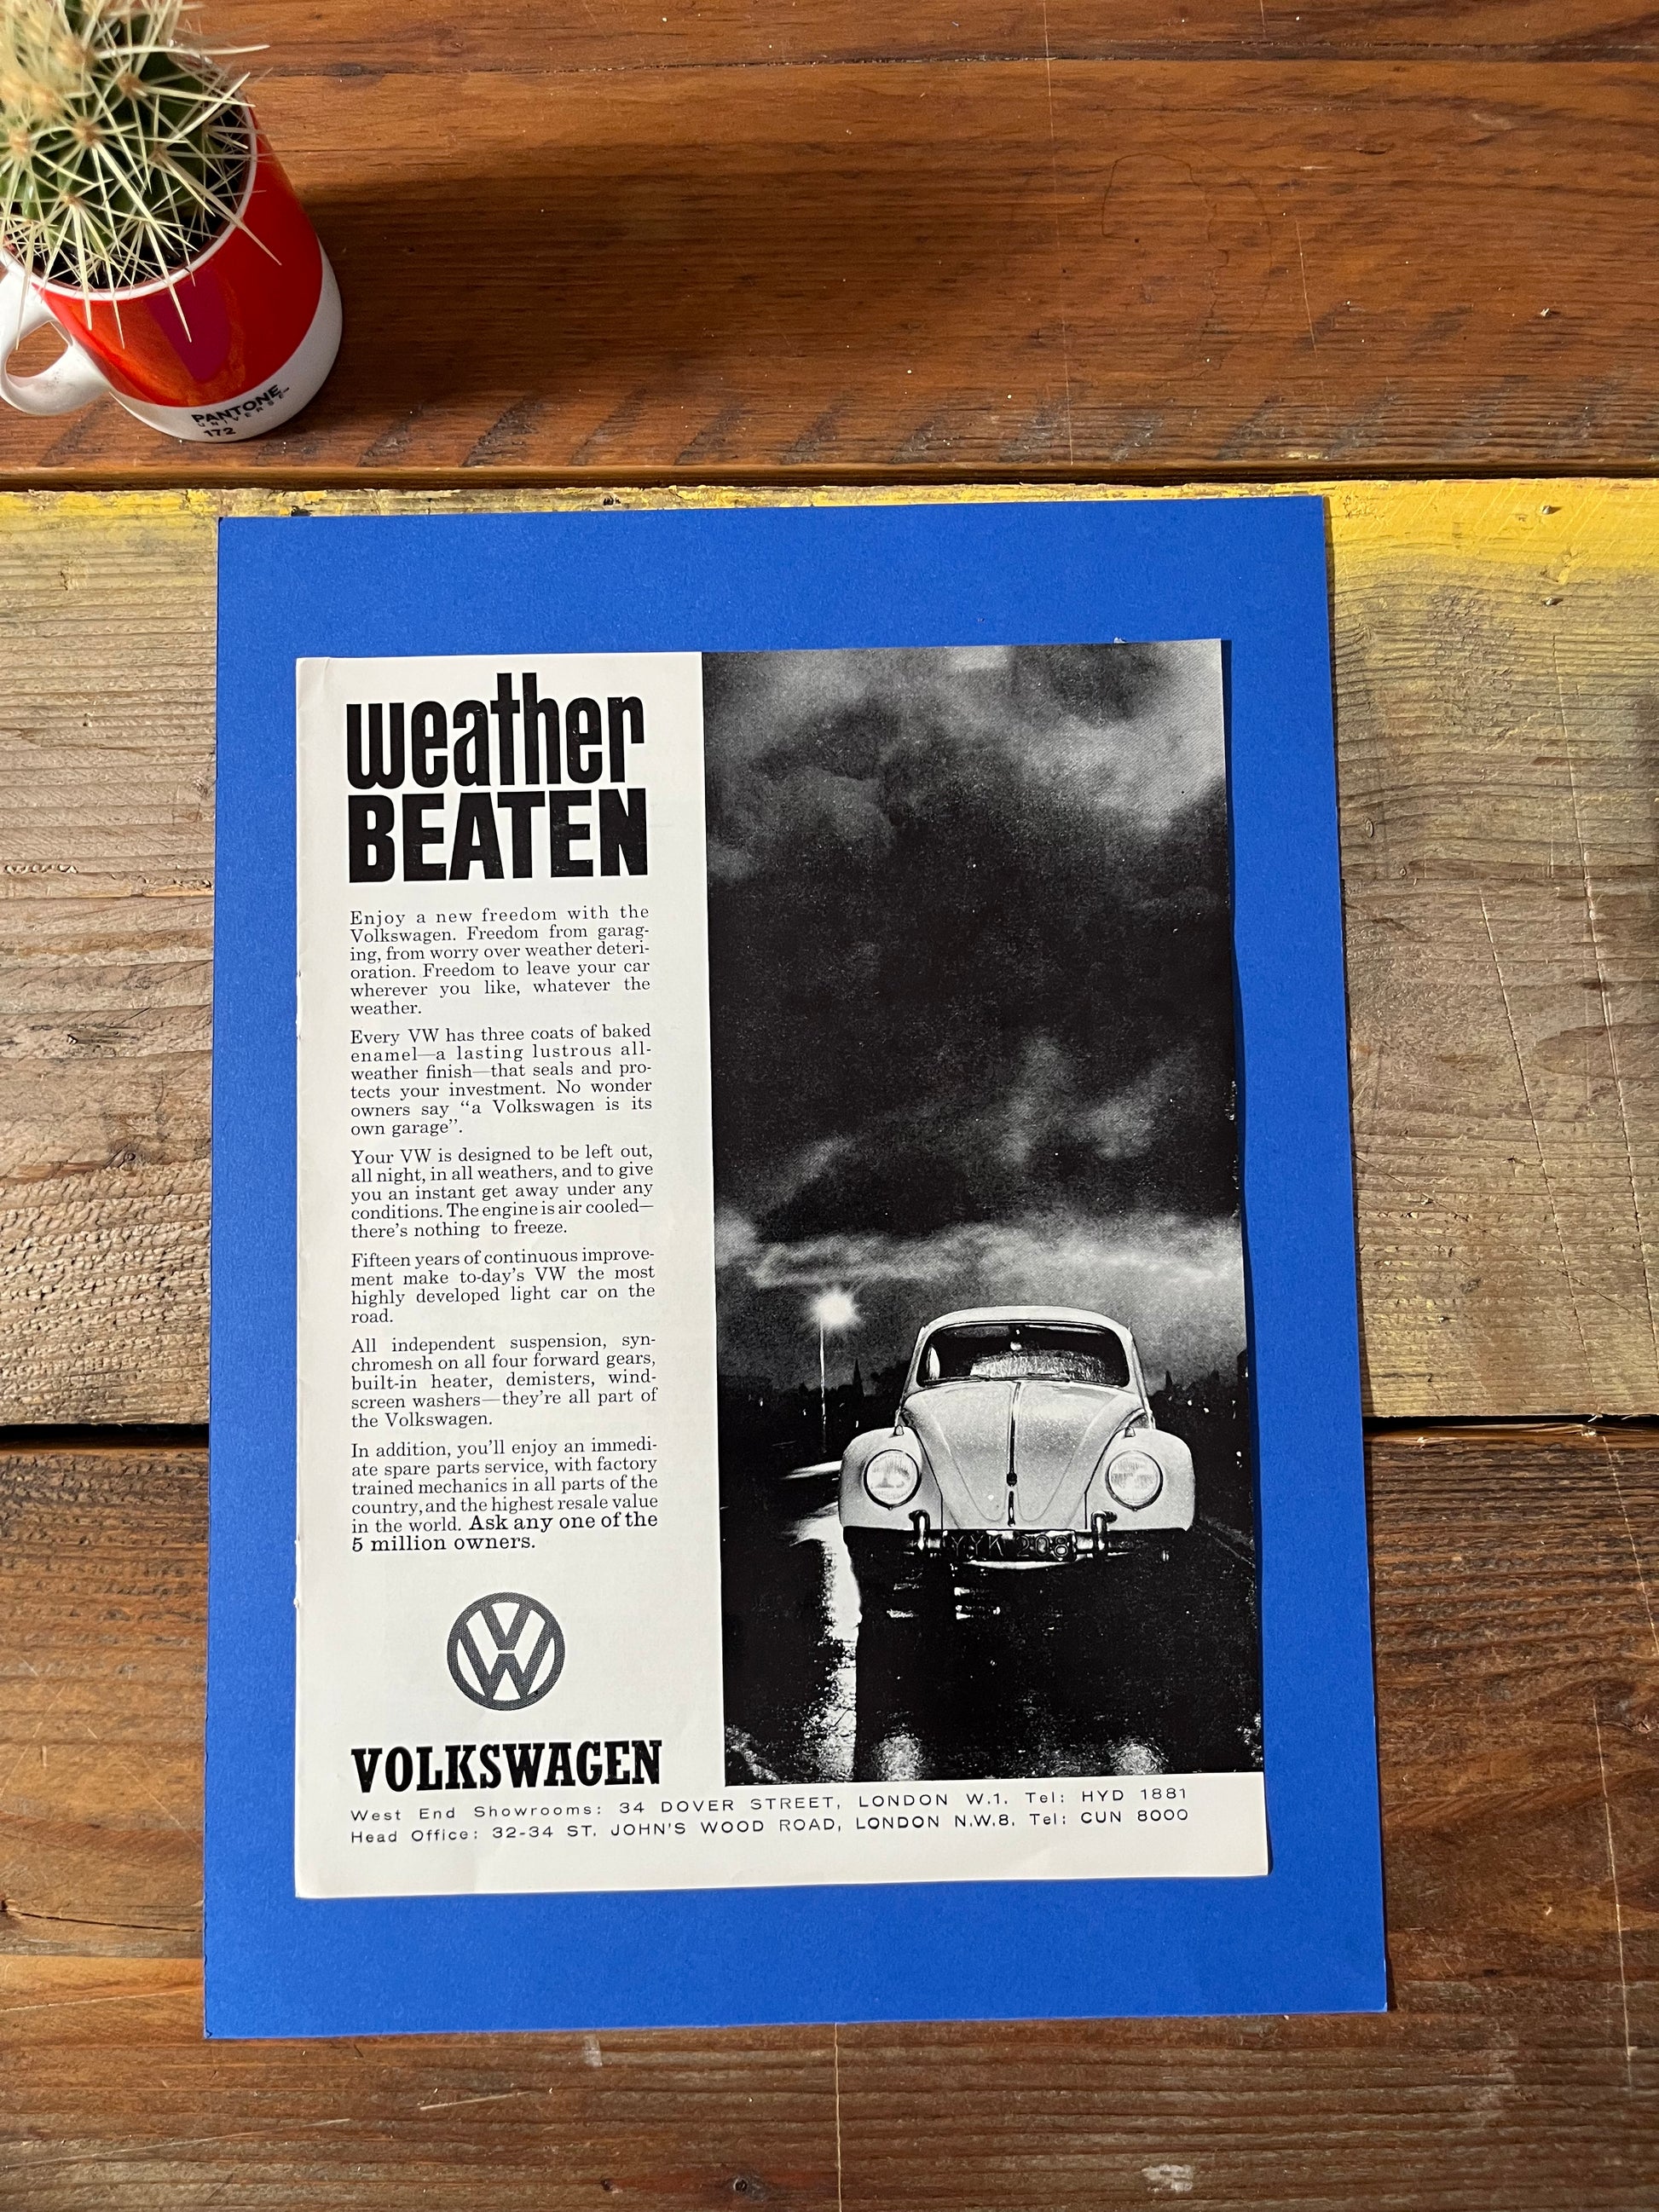 PANTONE
UNIVERSE™
172
weather
BEATEN
Enjoy a new freedom with the
Volkswagen. Freedom from garag-
ing, from worry over weather deteri-
oration. Freedom to leave your car
wherever you like, whatever the
weather.
Every VW has three coats of baked
enamel—a lasting lustrous all-
weather finish—that seals and pro-
tects your investment. No wonder
owners say “a Volkswagen is its
own garage”.
Your VW is designed to be left out,
all night, in all weathers, and to give
you an instant get away under any
conditions. The engine is air cooled—
there’s nothing to freeze.
Fifteen years of continuous improve-
ment make to-day’s VW the most
highly developed light car on the
road.
All independent suspension, syn-
chromesh on all four forward gears,
built-in heater, demisters, wind-
screen washers—they’re all part of
the Volkswagen.
In addition, you’ll enjoy an immedi-
ate spare parts service, with factory
trained mechanics in all parts of the
country, and the highest resale value
in the world. Ask any one of the
5 million owners.
YYK 208
VW
VOLKSWAGEN
West End Showrooms: 34 DOVER STREET, LONDON W.1. Tel: HYD 1881
Head Office: 32-34 ST. JOHN'S WOOD ROAD, LONDON N.W.8. Tel: CUN 8000